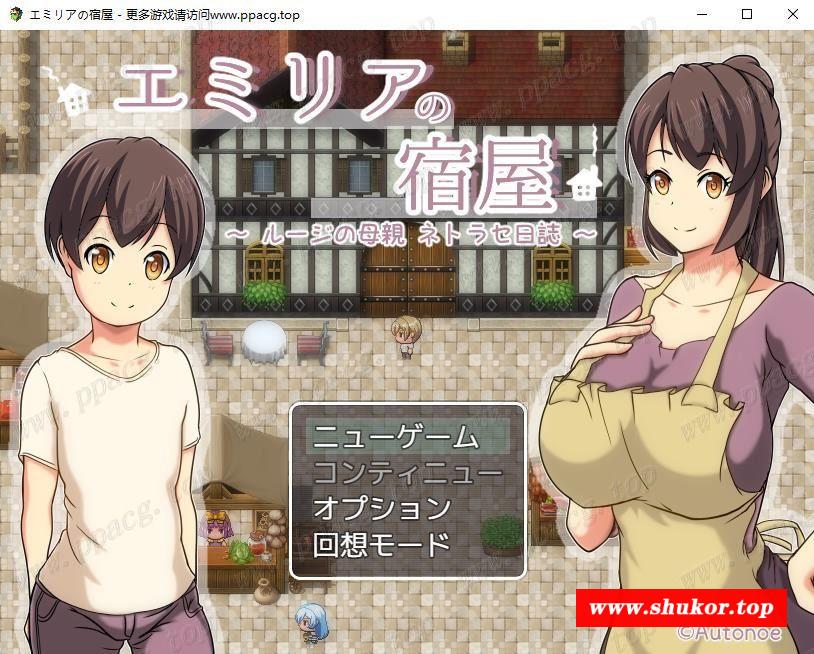 エミリアの宿屋 - 更多游戏请访问www.ppacg.top
エミリアの
宿屋
～ ルージの母親 ネトラセ日誌 ～
ニューゲーム
コンティニュー
オプション
回想モード
www.shukor.top
©Autonoe
www.ppacg.top